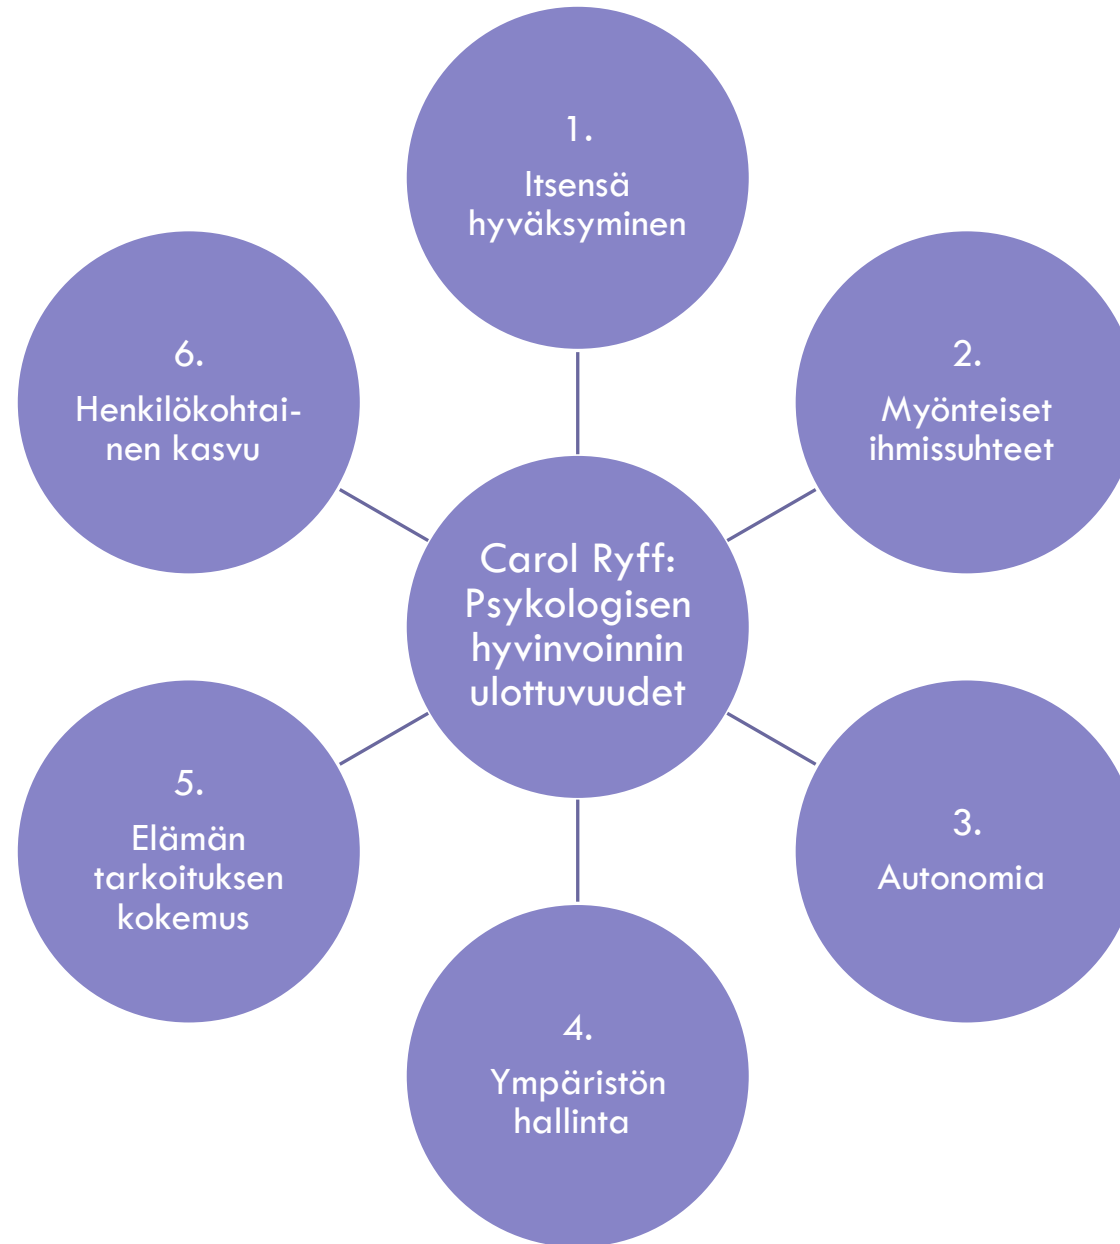 Carol Ryff:
Psykologisen
hyvinvoinnin
ulottuvuudet
1.
Itsensä
hyväksyminen
2.
Myönteiset
ihmissuhteet
3.
Autonomia
4.
Ympäristön
hallinta
5.
Elämän
tarkoituksen
kokemus
6.
Henkilökohtai-
nen kasvu